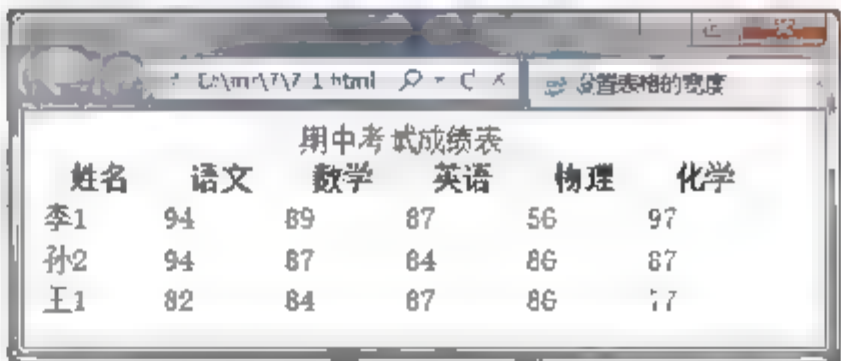 7-1.html 设置表格的宽度
期中考试成绩表
姓名 语文 数学 英语 物理 化学
李1 94 89 87 56 97
孙2 94 87 84 86 87
王1 82 84 87 86 77